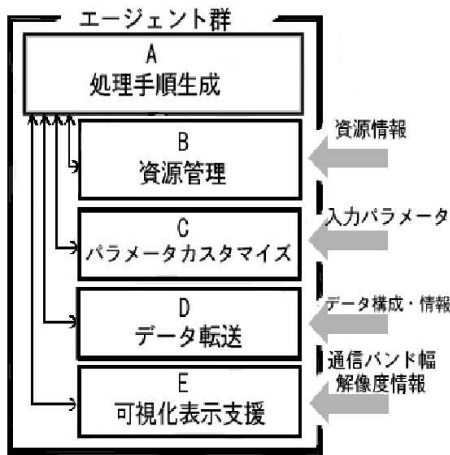 エージェント群
A
処理手順生成
B
資源管理
資源情報
C
パラメータカスタマイズ
入力パラメータ
D
データ転送
データ構成・情報
E
可視化表示支援
通信バンド幅
解像度情報